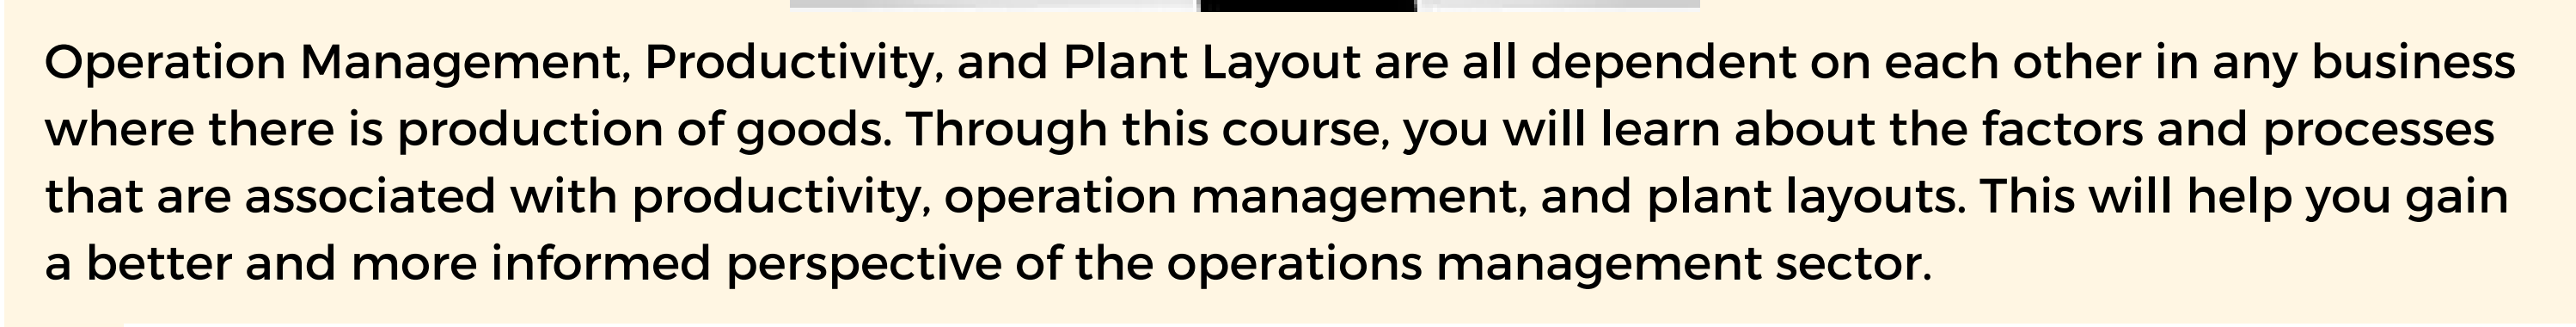 Operation Management, Productivity, and Plant Layout are all dependent on each other in any business
where there is production of goods. Through this course, you will learn about the factors and processes
that are associated with productivity, operation management, and plant layouts. This will help you gain
a better and more informed perspective of the operations management sector.